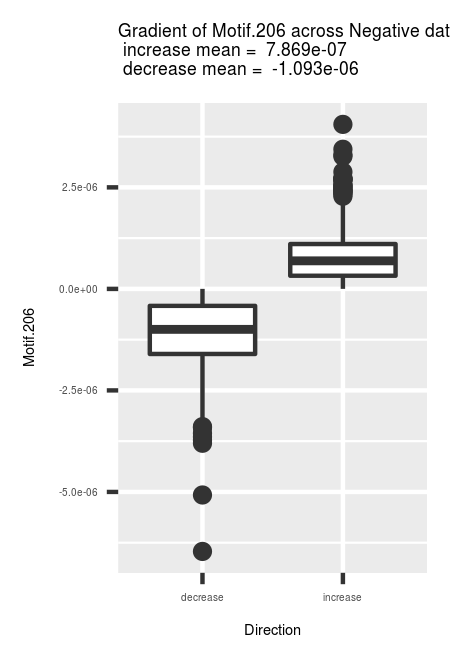 Gradient of Motif.206 across Negative dat
increase mean =  7.869e-07
decrease mean =  -1.093e-06
2.5e-06
0.0e+00
-2.5e-06
-5.0e-06
Motif.206
decrease
increase
Direction